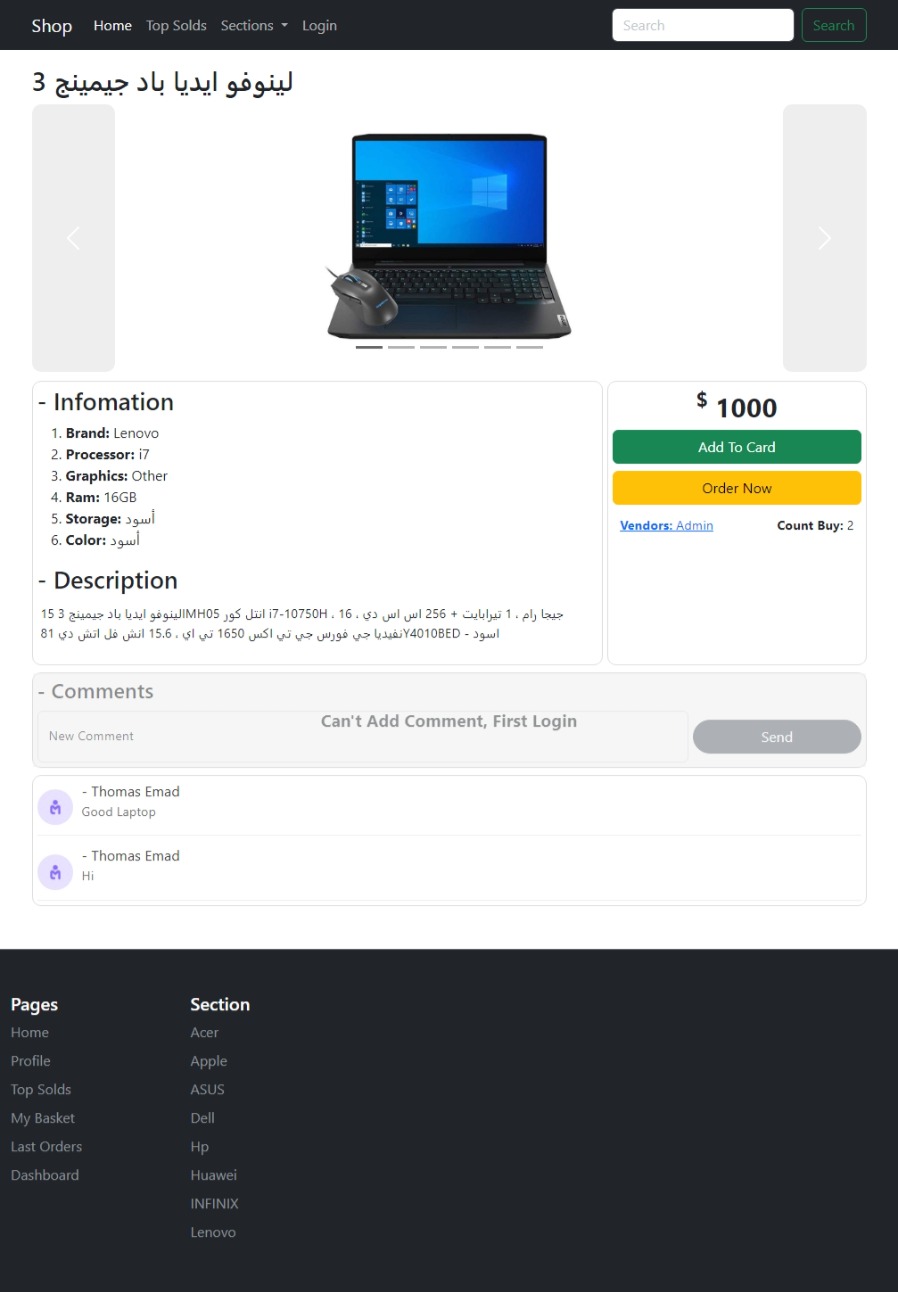 Shop Home Top Solds Sections Login Search Search
لينوفو ايديا باد جيمينج 3
- Infomation
1. Brand: Lenovo
2. Processor: i7
3. Graphics: Other
4. Ram: 16GB
5. Storage: أسود
6. Color: أسود
- Description
15 3 لينوفو ايديا باد جيمينجIMH05 انتل كور i7-10750H ، 16 جيجا رام ، 1 تيرابايت + 256 اس اس دي ،
نفيديا جي فورس جي تي اكس 1650 تي اي ، 15.6 انش فل اتش دي 81Y4010BED - اسود
$ 1000
Add To Card
Order Now
Vendors: Admin Count Buy: 2
- Comments
Can't Add Comment, First Login
New Comment Send
- Thomas Emad
Good Laptop
- Thomas Emad
Hi
Pages
Home
Profile
Top Solds
My Basket
Last Orders
Dashboard
Section
Acer
Apple
ASUS
Dell
Hp
Huawei
INFINIX
Lenovo